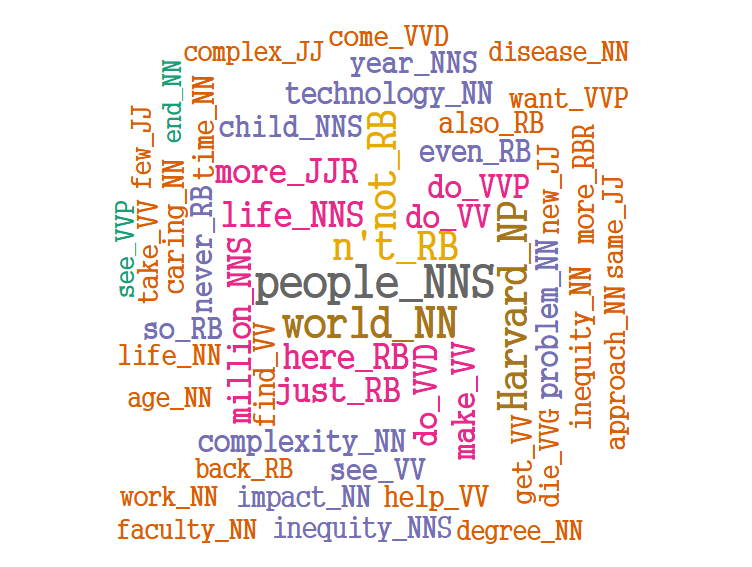 come_VVD
complex_JJ
disease_NN
year_NNS
technology_NN
want_VVP
end_NN
time_NN
few_JJ
child_NNS
not_RB
also_RB
even_RB
more_JJR
do_VVP
new_JJ
more_RBR
same_JJ
caring_NN
take_VV
see_VVP
never_RB
life_NNS
do_VV
n't_RB
Harvard_NP
people_NNS
world_NN
problem_NN
inequity_NN
approach_NN
million_NNS
find_VV
so_RB
life_NN
here_RB
do_VVD
make_VV
just_RB
age_NN
complexity_NN
get_VV
die_VVG
back_RB
see_VV
work_NN
impact_NN
help_VV
faculty_NN
inequity_NNS
degree_NN